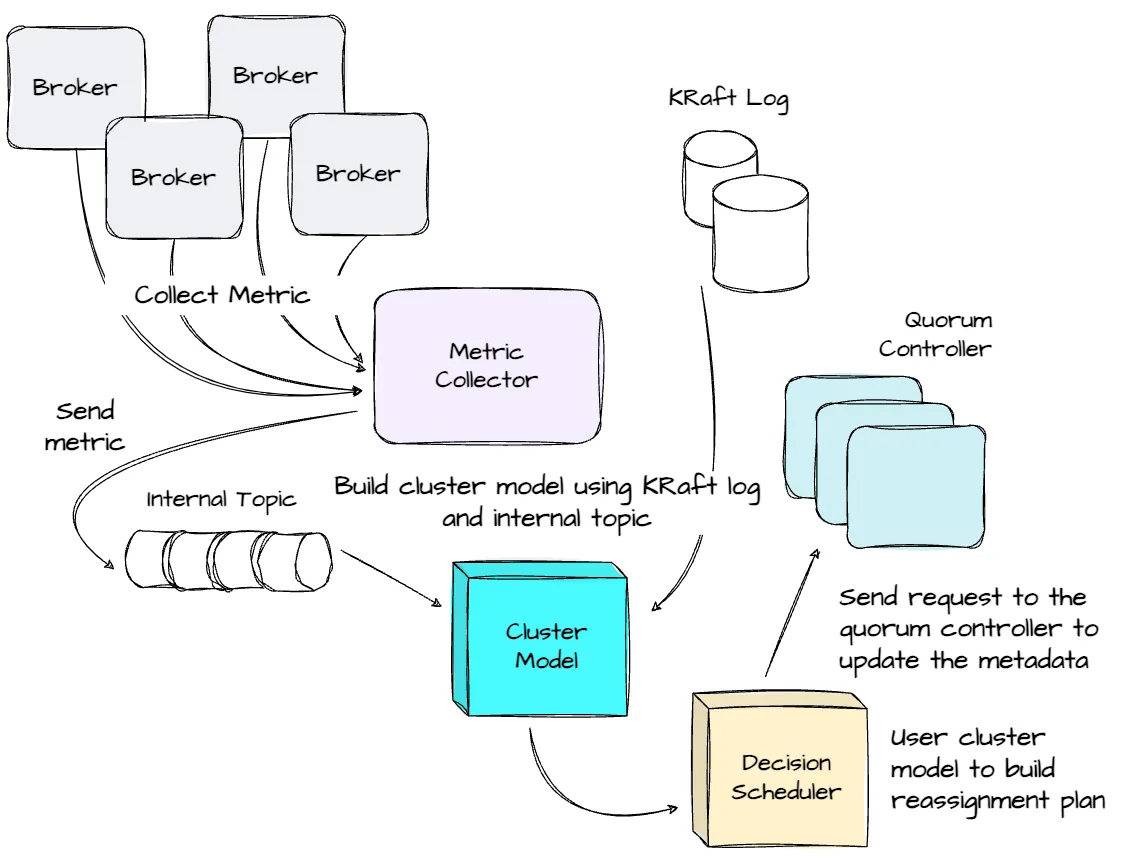 Broker
Broker
Broker
Broker
KRaft Log
Collect Metric
Quorum
Controller
Metric
Collector
Send
metric
Internal Topic
Build cluster model using KRaft log
and internal topic
Cluster
Model
Send request to the
quorum controller to
update the metadata
Decision
Scheduler
User cluster
model to build
reassignment plan